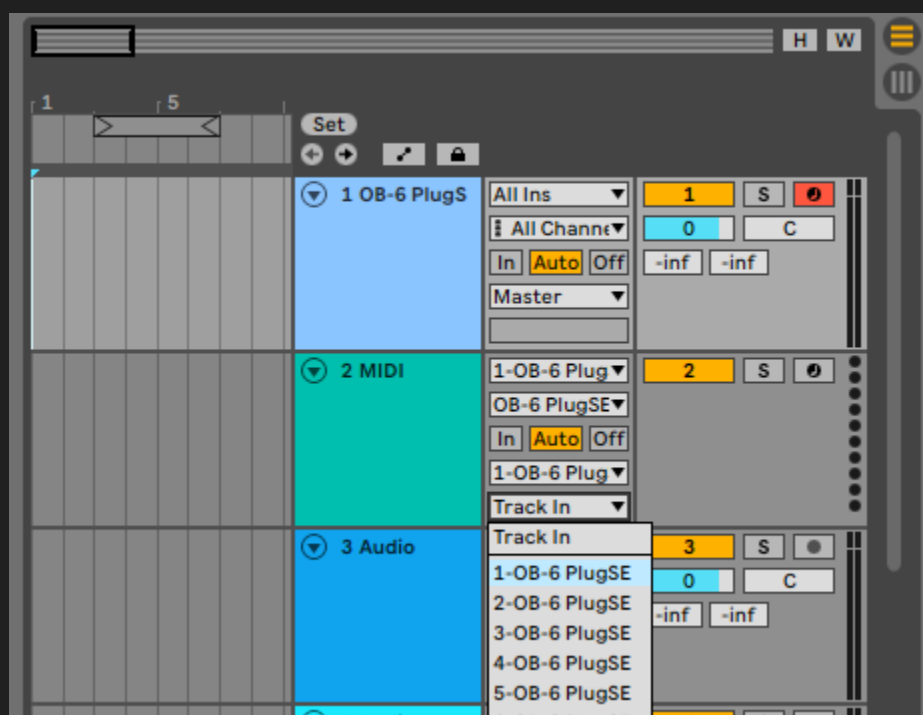 H W
1 5
Set
1 OB-6 PlugS All Ins 1 S
All Channe 0 C
In Auto Off -inf -inf
Master
2 MIDI 1-OB-6 Plug 2 S
OB-6 PlugSE
In Auto Off
1-OB-6 Plug
Track In
3 Audio Track In 3 S
1-OB-6 PlugSE 0 C
2-OB-6 PlugSE -inf -inf
3-OB-6 PlugSE
4-OB-6 PlugSE
5-OB-6 PlugSE